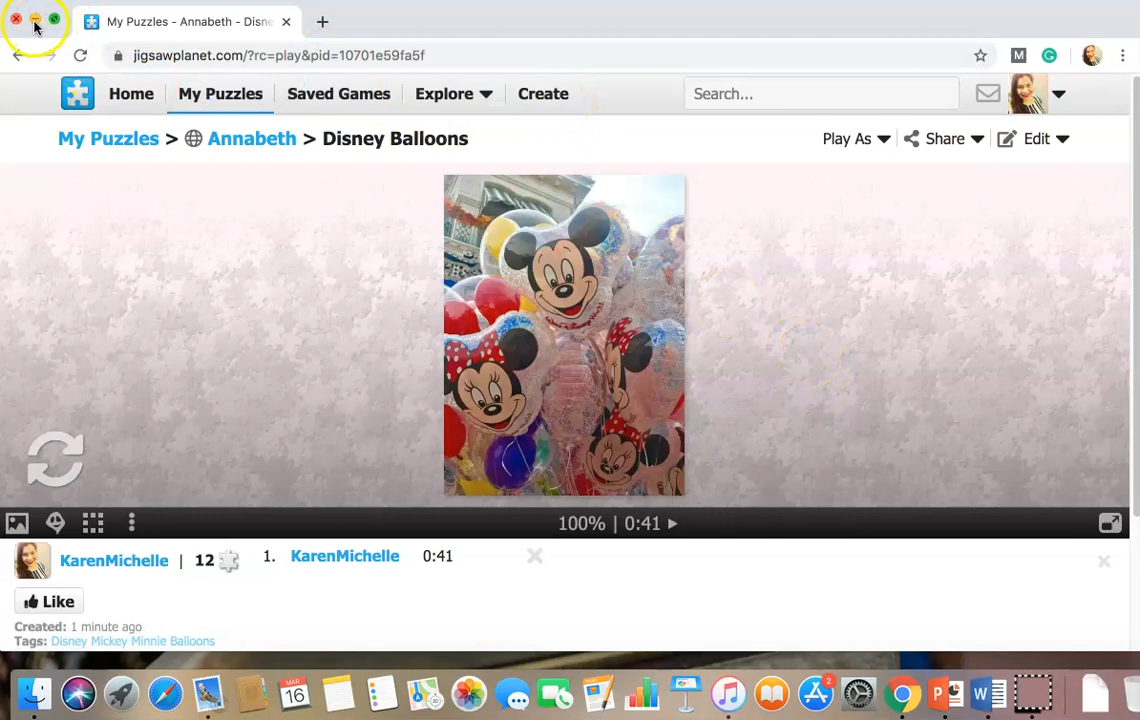 My Puzzles - Annabeth - Disne
jigsawplanet.com/?rc=play&pid=10701e59fa5f
M
Home
My Puzzles
Saved Games
Explore
Create
Search...
My Puzzles > Annabeth > Disney Balloons
Play As
Share
Edit
100% | 0:41
KarenMichelle | 12
1. KarenMichelle 0:41
Like
Created: 1 minute ago
Tags: Disney Mickey Minnie Balloons
MAR
16
2
P
W